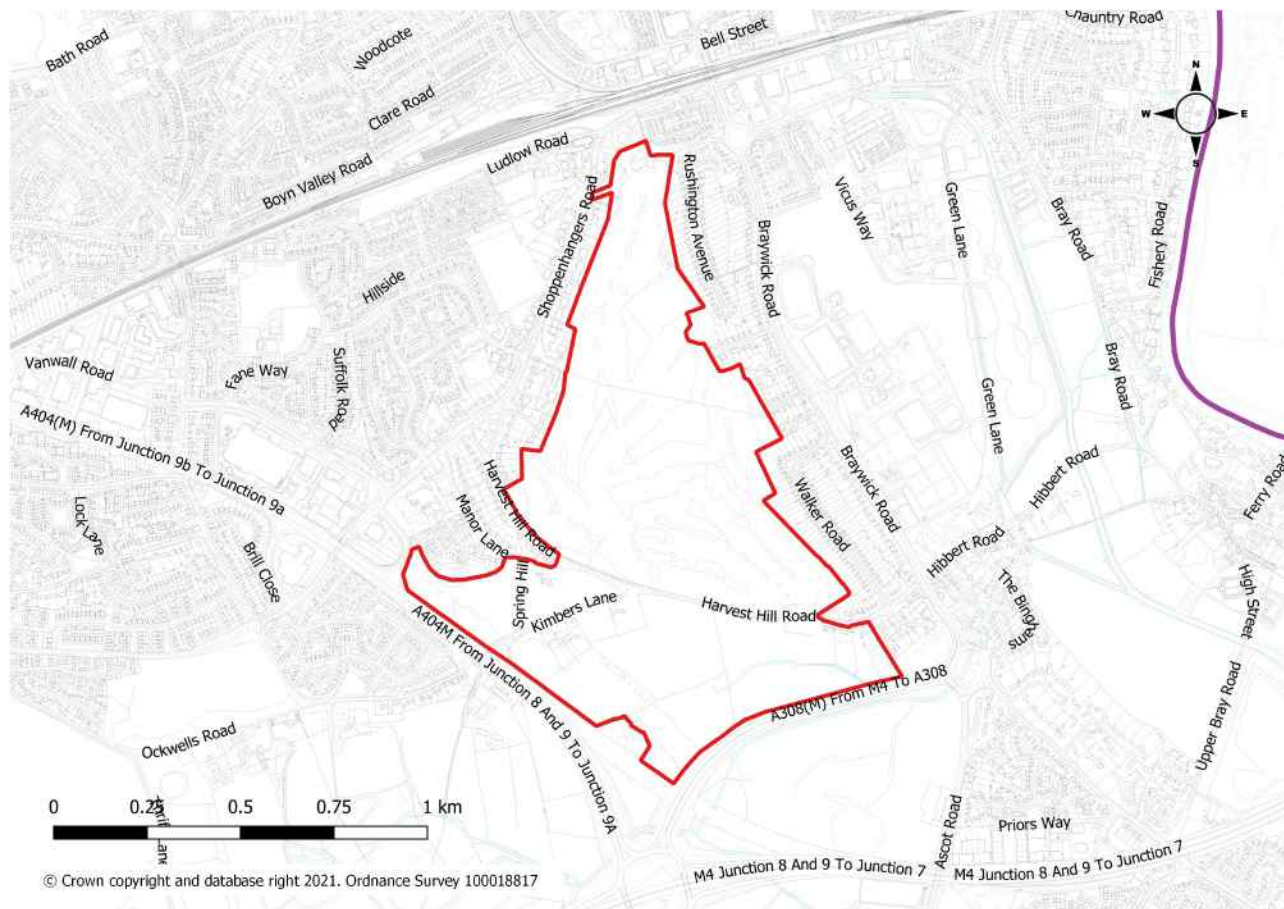 Chauntry Road
Bath Road
Woodcote
Bell Street
Clare Road
N
W
E
S
Ludlow Road
Boyn Valley Road
Shoppenhangers Road
Rushington Avenue
Vicus Way
Green Lane
Bray Road
Fishery Road
Braywick Road
Hillside
Vanwall Road
Fane Way
Suffolk Road
Green Lane
Bray Road
A404(M) From Junction 9b To Junction 9a
Lock Lane
Brill Close
Manor Lane
Harvest Hill Road
Spring Hill
Kimbers Lane
Harvest Hill Road
Walker Road
Braywick Road
Hibbert Road
Hibbert Road
Ferry Road
High Street
The Binghams
A404M From Junction 8 And 9 To Junction 9A
A308(M) From M4 To A308
Upper Bray Road
Ockwells Road
Ascot Road
Priors Way
M4 Junction 8 And 9 To Junction 7
M4 Junction 8 And 9 To Junction 7
0 0.25 0.5 0.75 1 km
Lane
© Crown copyright and database right 2021. Ordnance Survey 100018817